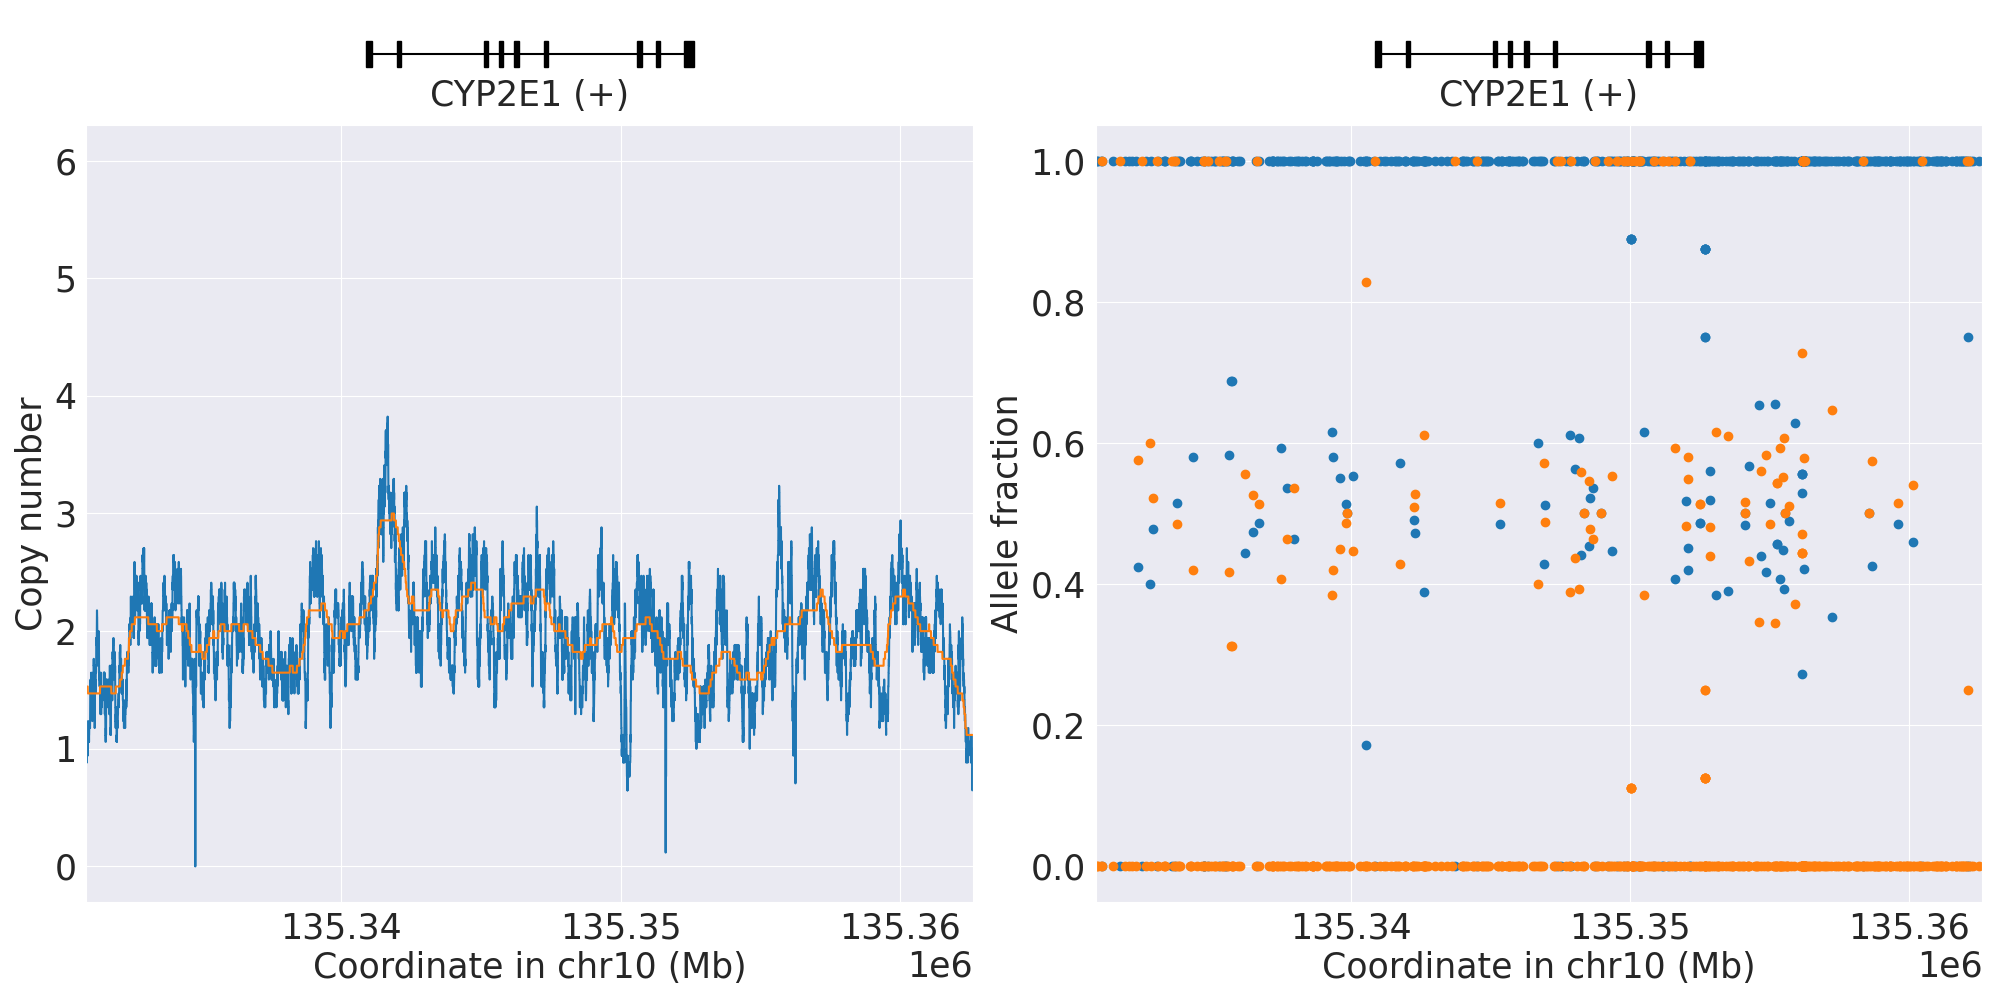 CYP2E1 (+)
6
5
4
3
2
1
0
Copy number
135.34 135.35 135.36
Coordinate in chr10 (Mb)
1e6
CYP2E1 (+)
1.0
0.8
0.6
0.4
0.2
0.0
Allele fraction
135.34 135.35 135.36
Coordinate in chr10 (Mb)
1e6